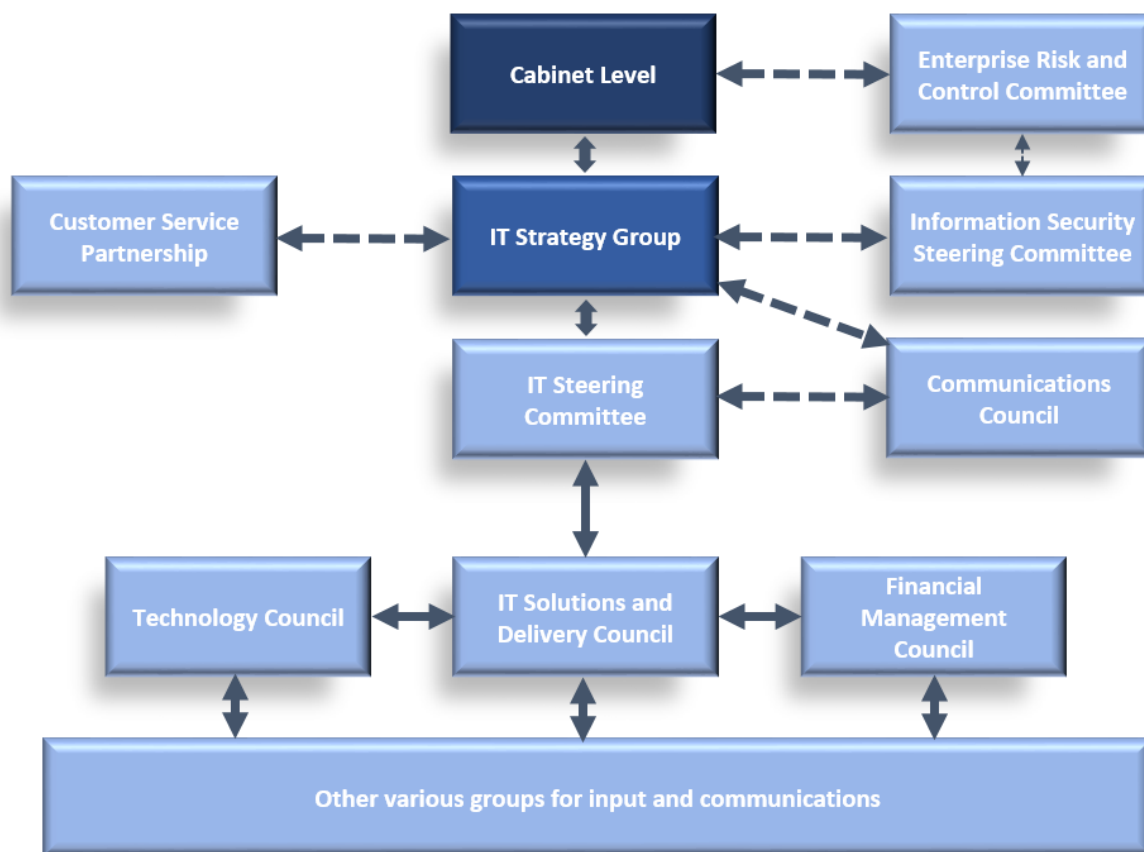 Cabinet Level
Enterprise Risk and
Control Committee
Customer Service
Partnership
IT Strategy Group
Information Security
Steering Committee
IT Steering
Committee
Communications
Council
Technology Council
IT Solutions and
Delivery Council
Financial
Management
Council
Other various groups for input and communications